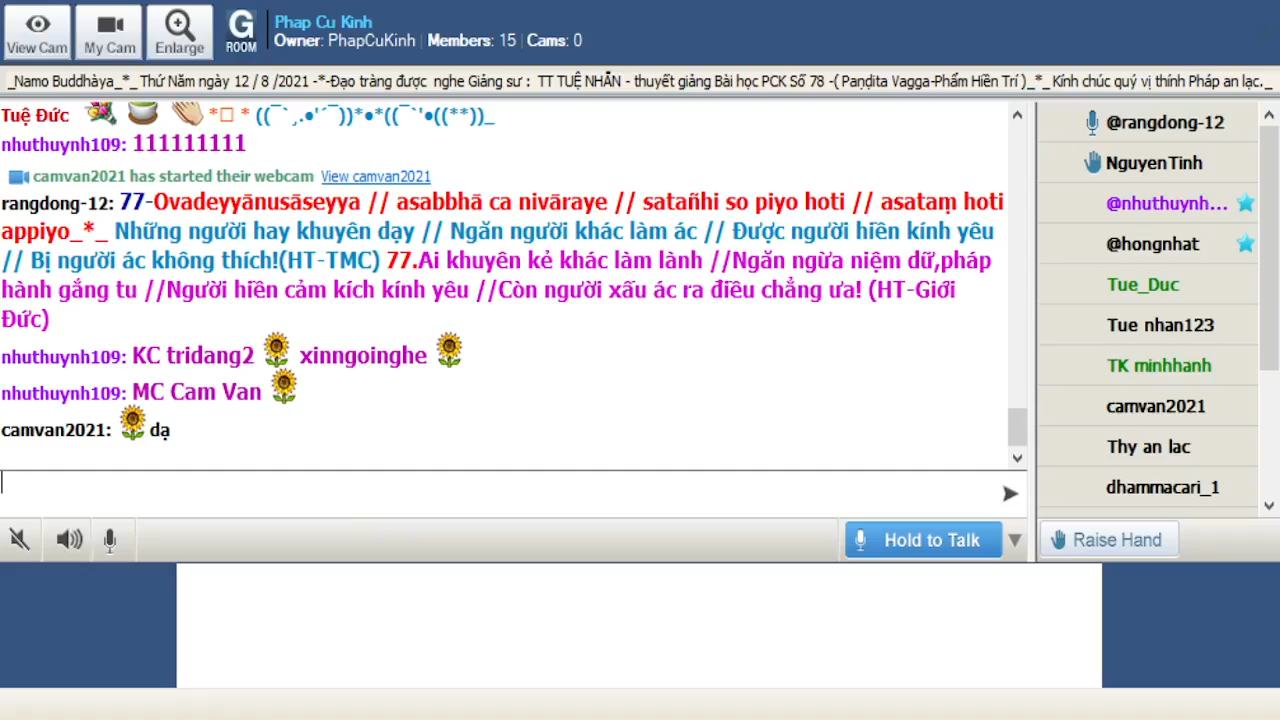 View Cam
My Cam
Enlarge
G
ROOM
Phap Cu Kinh
Owner: PhapCuKinh | Members: 15 | Cams: 0
_Namo Buddhàya_*_ Thứ Năm ngày 12 / 8 /2021 -*-Đạo tràng được nghe Giảng sư : TT TUỆ NHẪN - thuyết giảng Bài học PCK Số 78 -( Paṇḍita Vagga-Phẩm Hiền Trí )_*_ Kính chúc quý vị thính Pháp an lạc._
Tuệ Đức *□ * ((¯`¸.•'´¯))*•*((¯`'•((**))_
nhuthuynh109: 111111111
camvan2021 has started their webcam View camvan2021
rangdong-12: 77-Ovadeyyānusāseyya // asabbhā ca nivāraye // satañhi so piyo hoti // asataṃ hoti
appiyo_*_ Những người hay khuyên dạy // Ngăn người khác làm ác // Được người hiền kính yêu
// Bị người ác không thích!(HT-TMC) 77.Ai khuyên kẻ khác làm lành //Ngăn ngừa niệm dữ,pháp
hành gắng tu //Người hiền cảm kích kính yêu //Còn người xấu ác ra điều chẳng ưa! (HT-Giới
Đức)
nhuthuynh109: KC tridang2 xinngoinghe
nhuthuynh109: MC Cam Van
camvan2021: dạ
@rangdong-12
NguyenTinh
@nhuthuynh...
@hongnhat
Tue_Duc
Tue nhan123
TK minhhanh
camvan2021
Thy an lac
dhammacari_1
Hold to Talk
Raise Hand